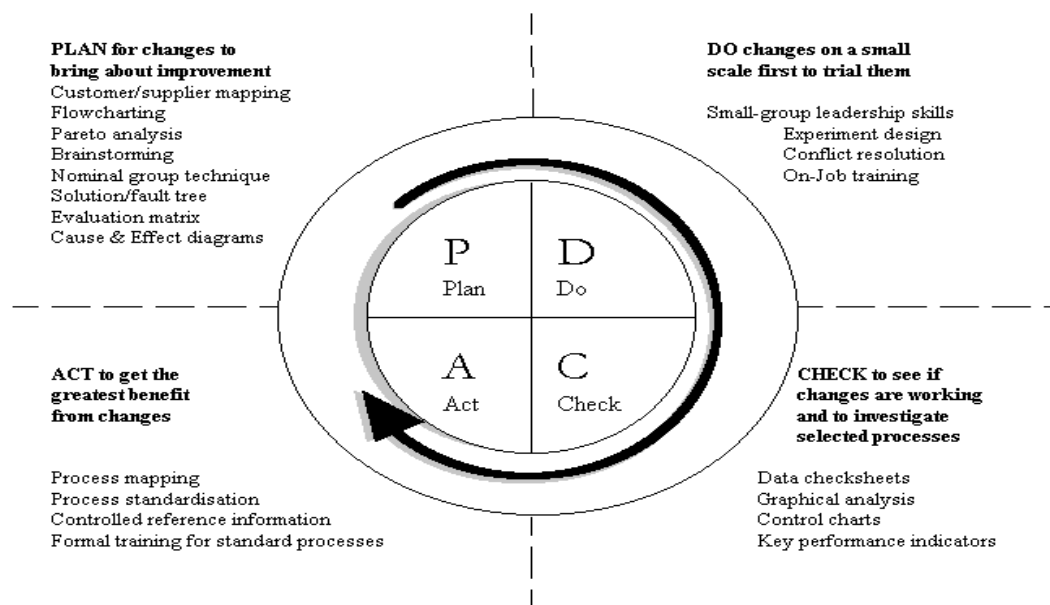 PLAN for changes to
bring about improvement
Customer/supplier mapping
Flowcharting
Pareto analysis
Brainstorming
Nominal group technique
Solution/fault tree
Evaluation matrix
Cause & Effect diagrams
DO changes on a small
scale first to trial them
Small-group leadership skills
Experiment design
Conflict resolution
On-Job training
P
Plan
D
Do
A
Act
C
Check
ACT to get the
greatest benefit
from changes
Process mapping
Process standardisation
Controlled reference information
Formal training for standard processes
CHECK to see if
changes are working
and to investigate
selected processes
Data checksheets
Graphical analysis
Control charts
Key performance indicators